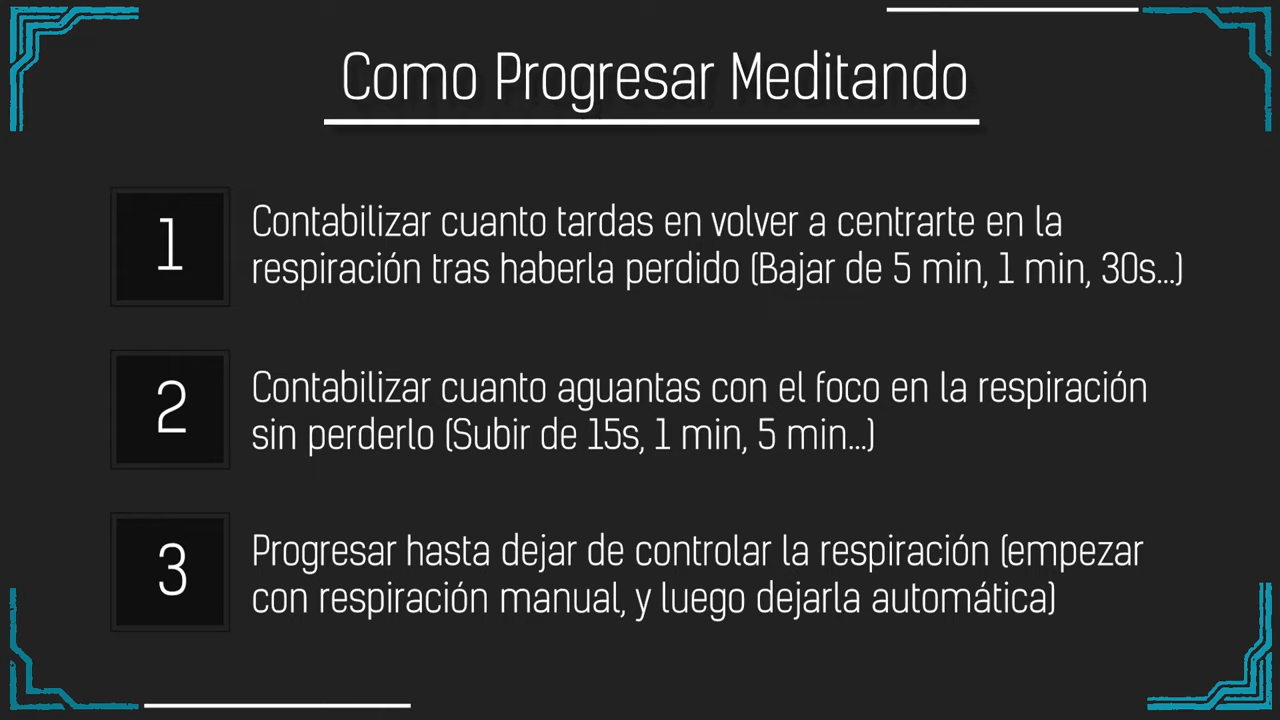 Como Progresar Meditando
1
Contabilizar cuanto tardas en volver a centrarte en la
respiración tras haberla perdido (Bajar de 5 min, 1 min, 30s...)
2
Contabilizar cuanto aguantas con el foco en la respiración
sin perderlo (Subir de 15s, 1 min, 5 min...)
3
Progresar hasta dejar de controlar la respiración (empezar
con respiración manual, y luego dejarla automática)